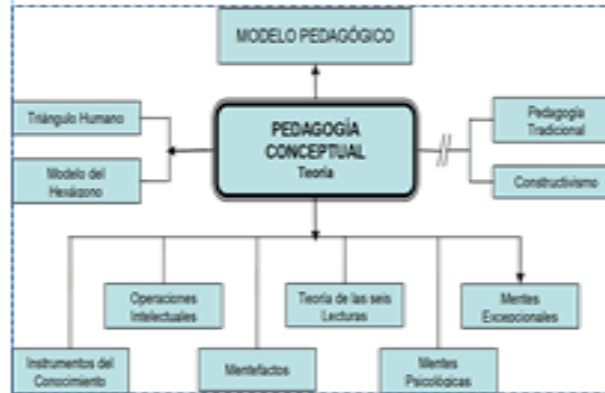 MODELO PEDAGÓGICO
Triángulo Humano
PEDAGOGÍA
CONCEPTUAL
Teoría
Pedagogía
Tradicional
Modelo del
Hexágono
Constructivismo
Operaciones
Intelectuales
Teoría de las seis
Lecturas
Mentes
Excepcionales
Instrumentos del
Conocimiento
Mentefactos
Mentes
Psicológicas